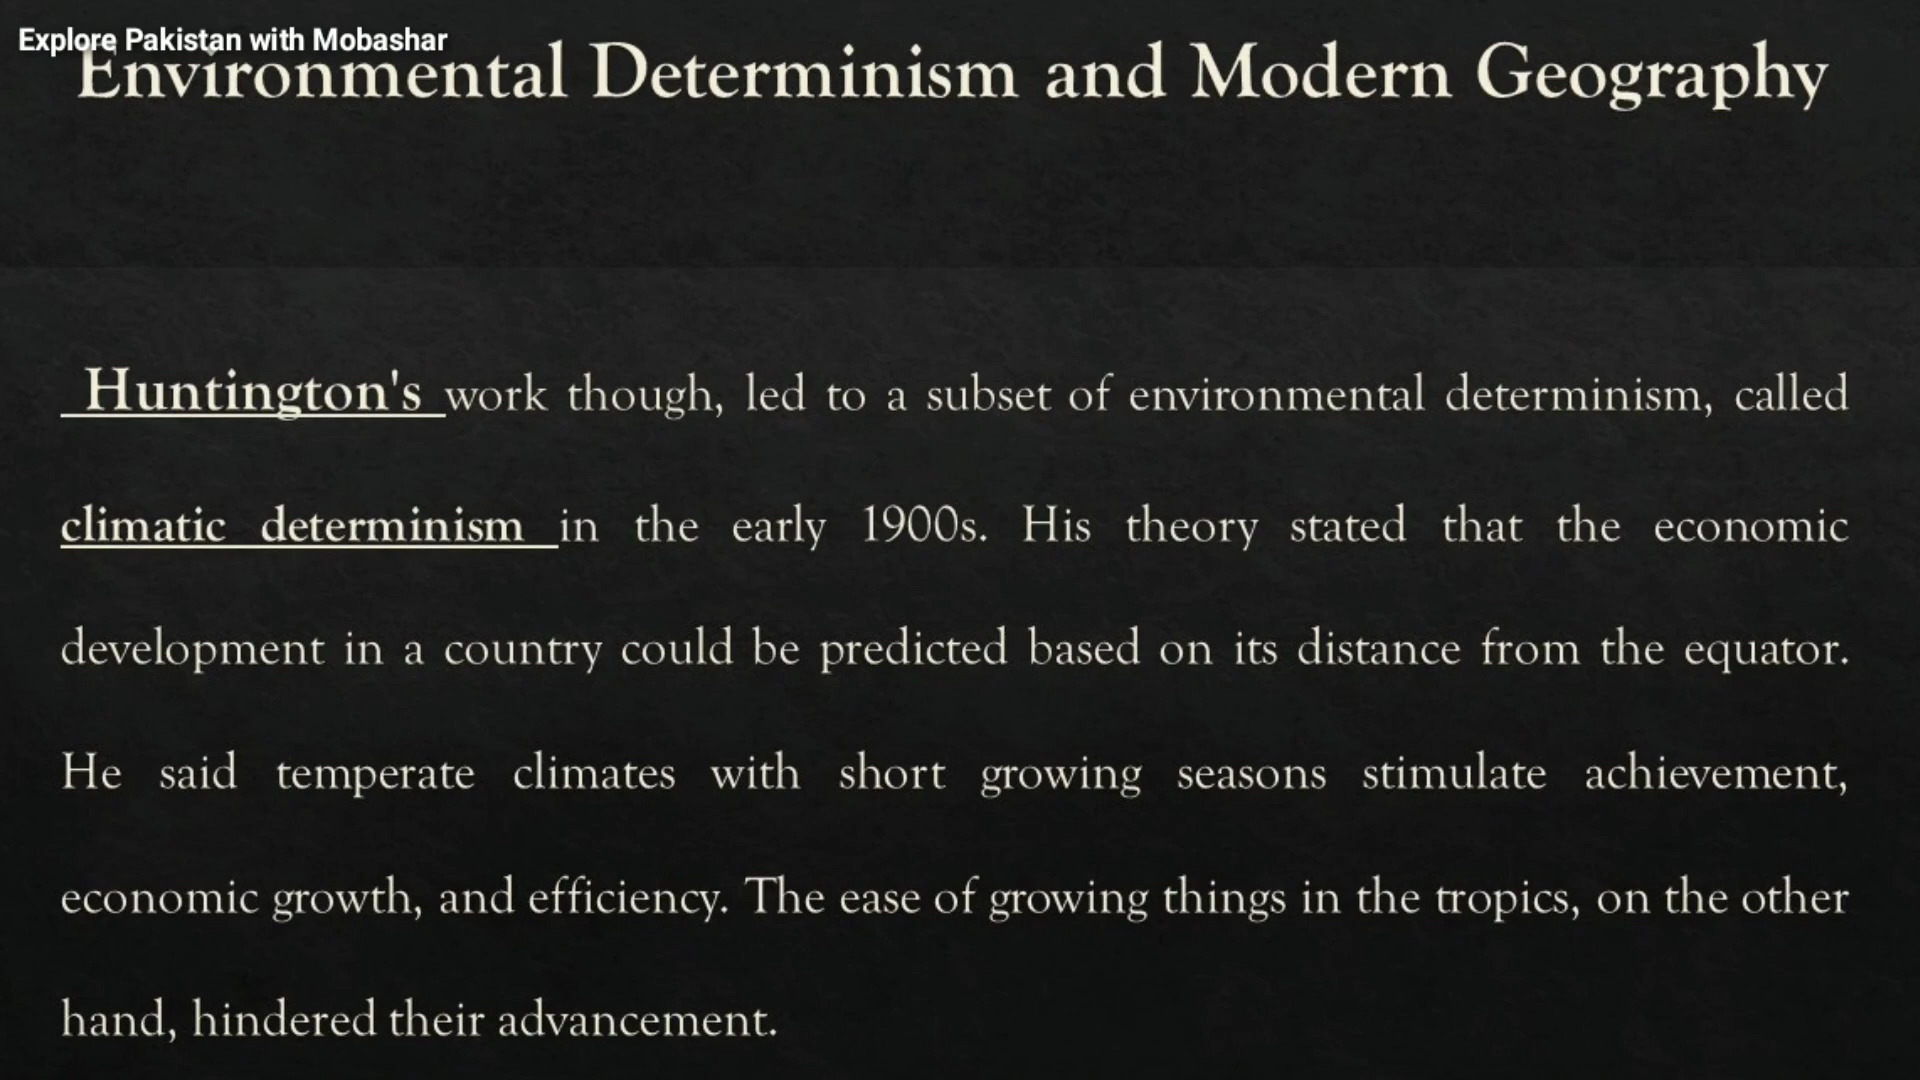 Explore Pakistan with Mobashar
Environmental Determinism and Modern Geography
Huntington's work though, led to a subset of environmental determinism, called
climatic determinism in the early 1900s. His theory stated that the economic
development in a country could be predicted based on its distance from the equator.
He said temperate climates with short growing seasons stimulate achievement,
economic growth, and efficiency. The ease of growing things in the tropics, on the other
hand, hindered their advancement.